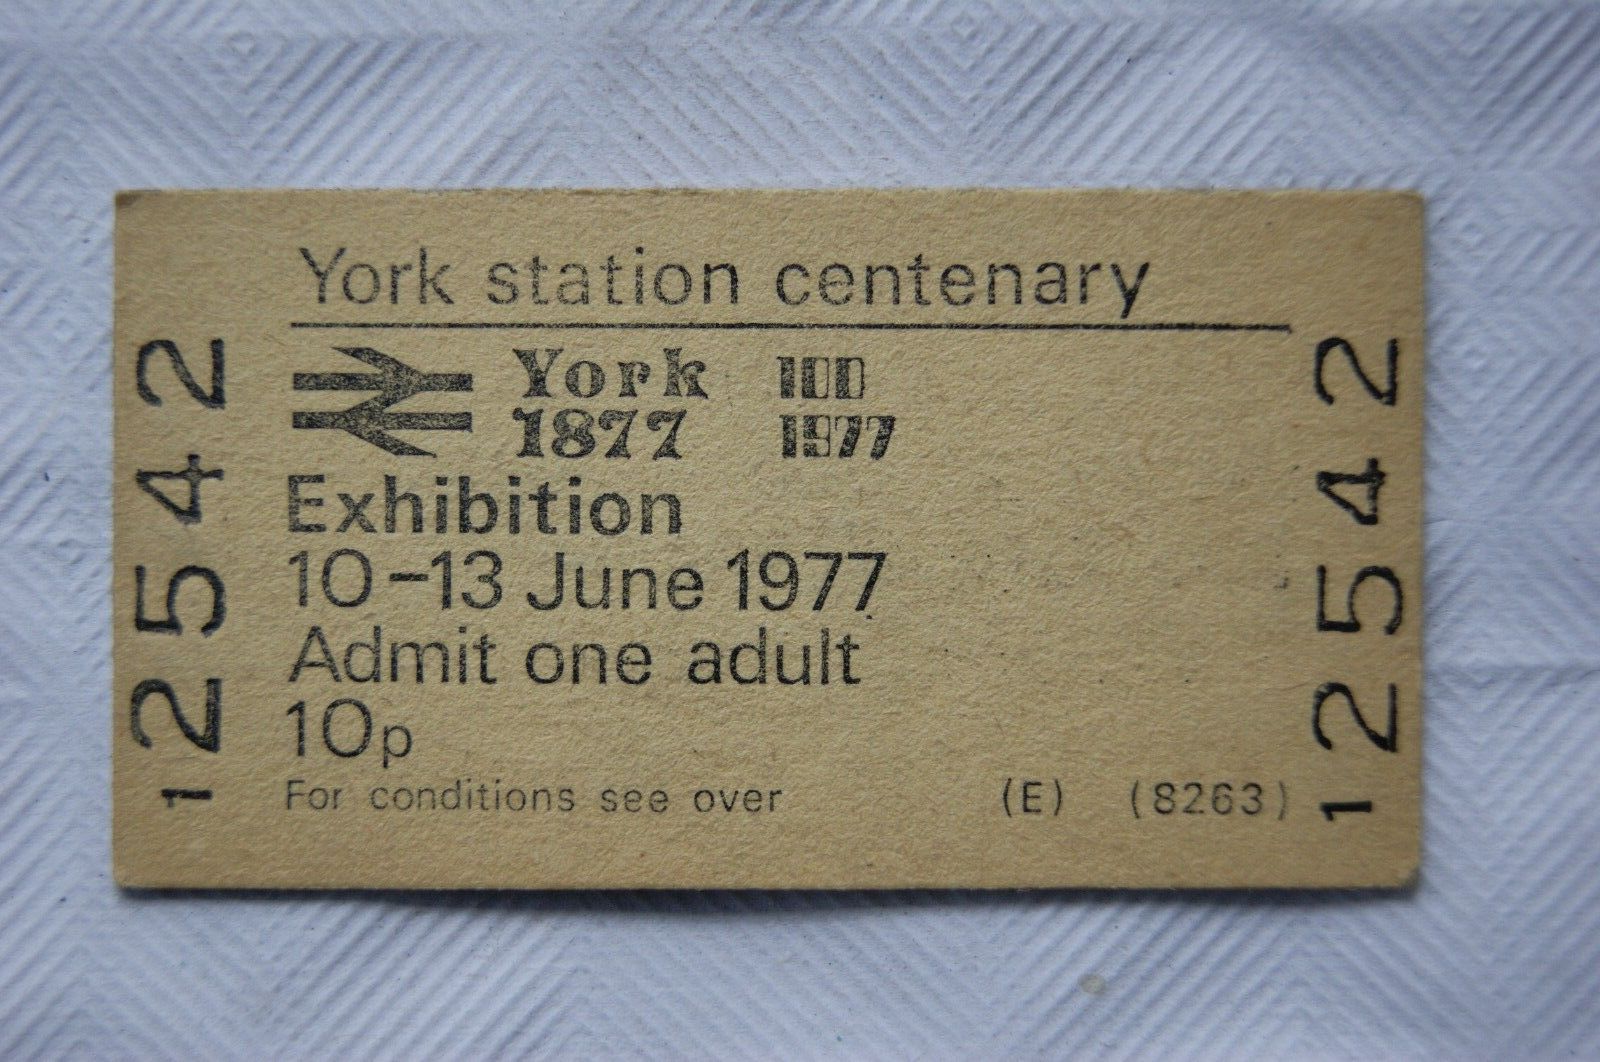 York station centenary
York 100
1877 1977
Exhibition
10-13 June 1977
Admit one adult
10p
For conditions see over (E) (8263)
12542
12542